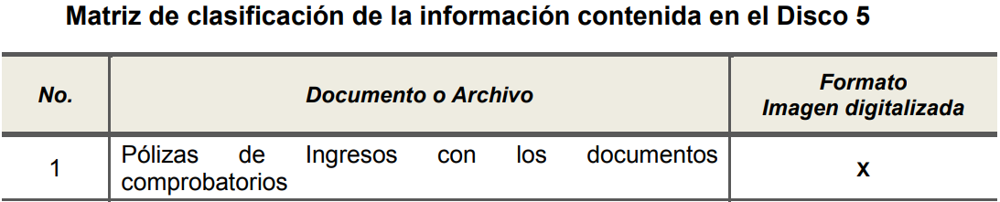 Matriz de clasificación de la información contenida en el Disco 5
No.
Documento o Archivo
Formato
Imagen digitalizada
1
Pólizas de Ingresos con los documentos
comprobatorios
x